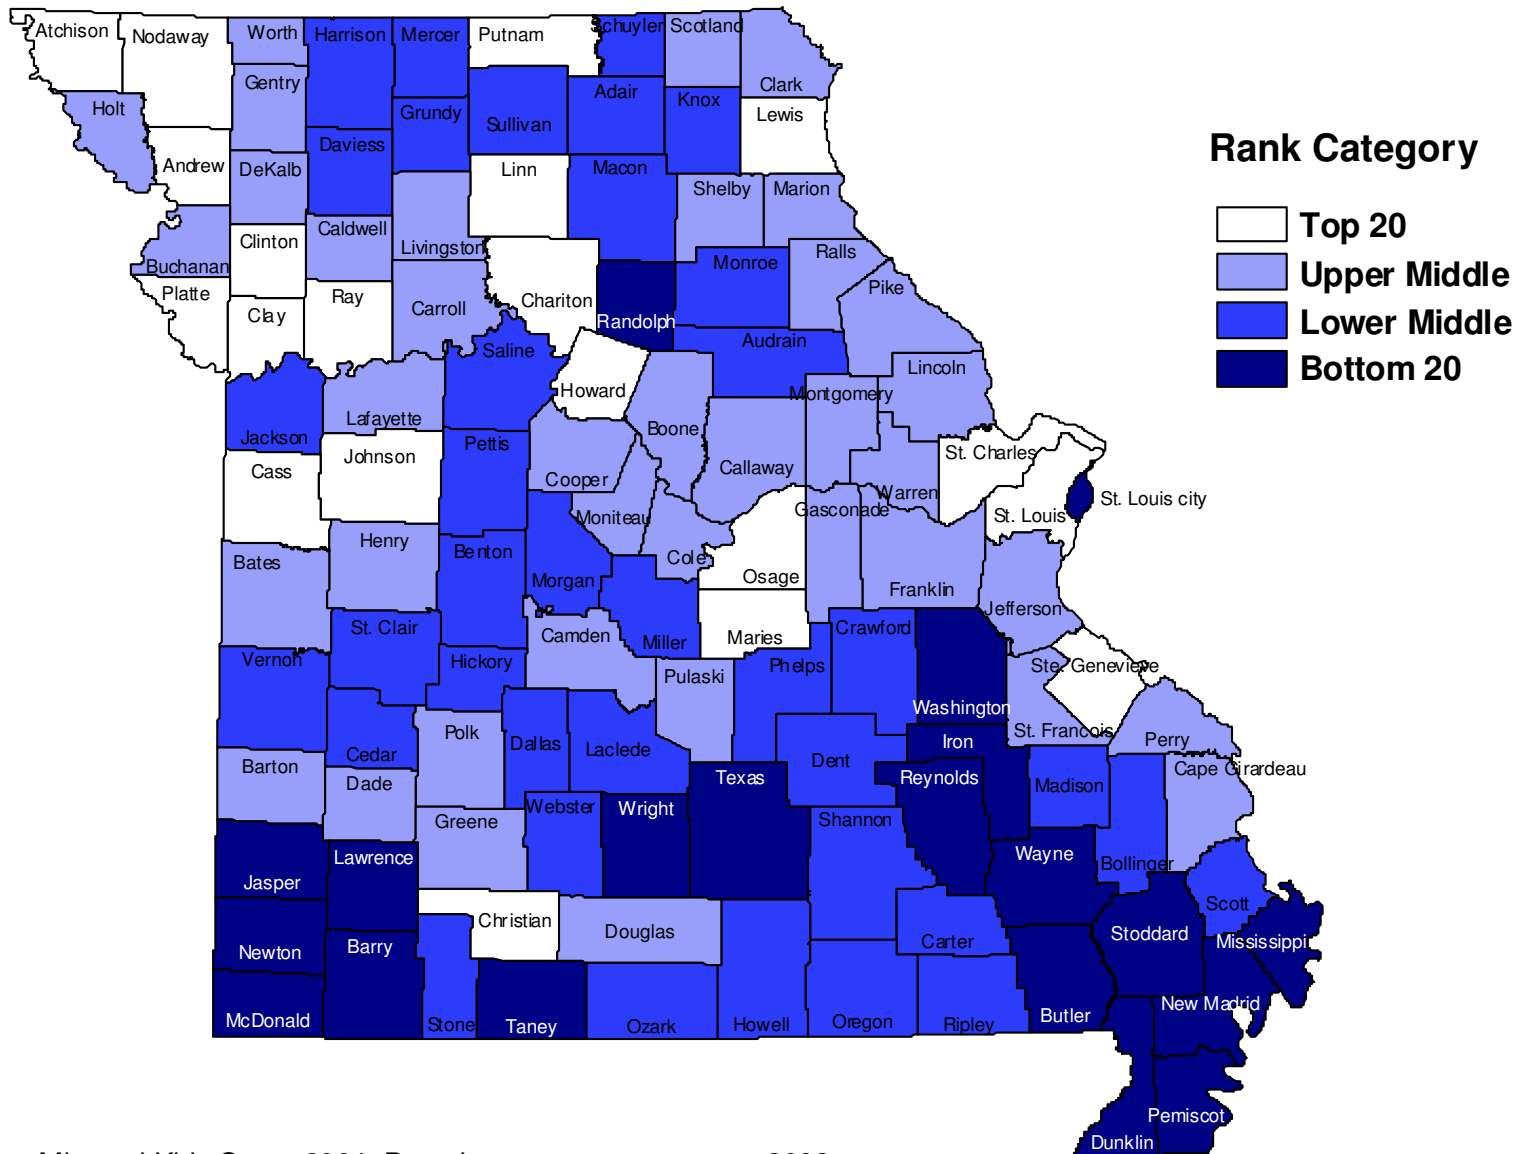 Atchison
Nodaway
Worth
Harrison
Mercer
Putnam
Schuyler
Scotland
Clark
Holt
Gentry
Grundy
Sullivan
Adair
Knox
Lewis
Andrew
DeKalb
Daviess
Linn
Macon
Shelby
Marion
Buchanan
Clinton
Caldwell
Livingston
Monroe
Ralls
Platte
Clay
Ray
Carroll
Chariton
Randolph
Pike
Saline
Audrain
Lincoln
Jackson
Lafayette
Howard
Montgomery
Cass
Johnson
Pettis
Boone
Callaway
St. Charles
Cooper
Warren
St. Louis city
Moniteau
Gasconade
St. Louis
Bates
Henry
Benton
Morgan
Cole
Osage
Franklin
Jefferson
St. Clair
Camden
Miller
Maries
Crawford
Vernon
Hickory
Pulaski
Phelps
Washington
Ste. Genevieve
St. Francois
Perry
Cedar
Polk
Dallas
Laclede
Dent
Iron
Barton
Dade
Texas
Reynolds
Madison
Cape Girardeau
Greene
Webster
Wright
Shannon
Wayne
Bollinger
Jasper
Lawrence
Scott
Newton
Barry
Christian
Douglas
Carter
Stoddard
Mississippi
McDonald
Stone
Taney
Ozark
Howell
Oregon
Ripley
Butler
New Madrid
Pemiscot
Dunklin
Rank Category
Top 20
Upper Middle
Lower Middle
Bottom 20